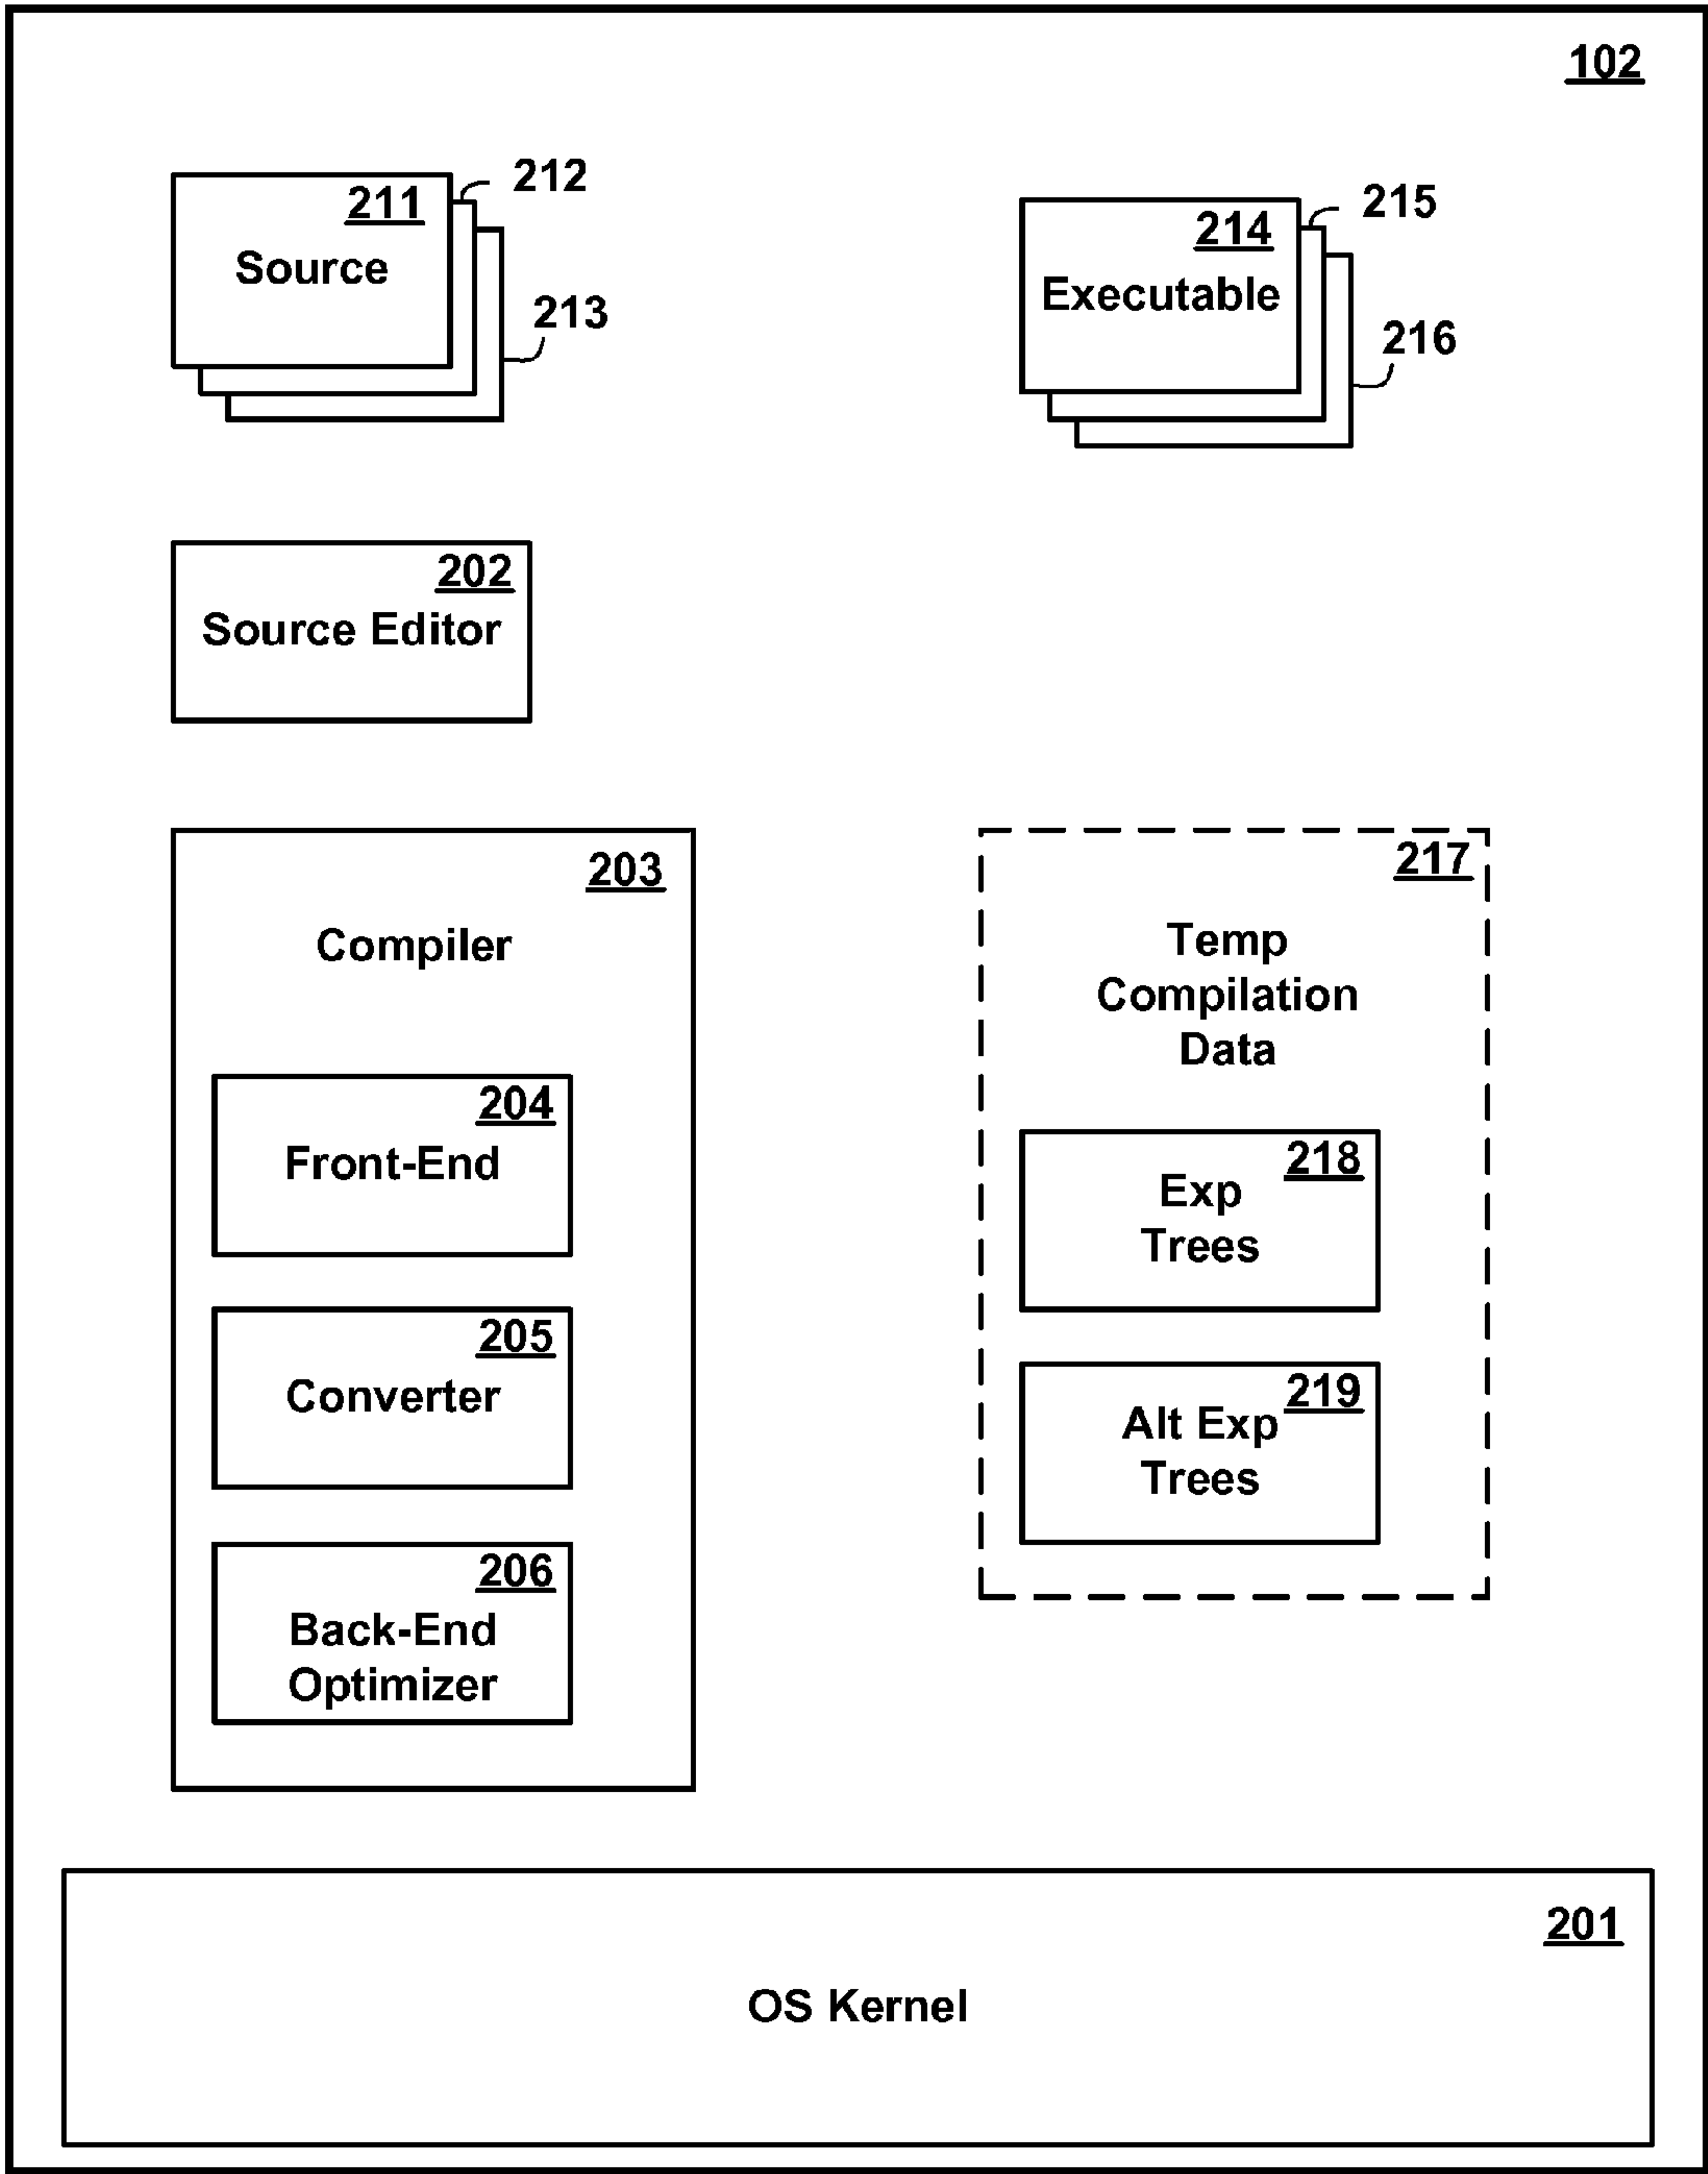 102
212
211
Source
213
215
214
Executable
216
202
Source Editor
203
Compiler
204
Front-End
205
Converter
206
Back-End
Optimizer
217
Temp
Compilation
Data
218
Exp
Trees
219
Alt Exp
Trees
201
OS Kernel